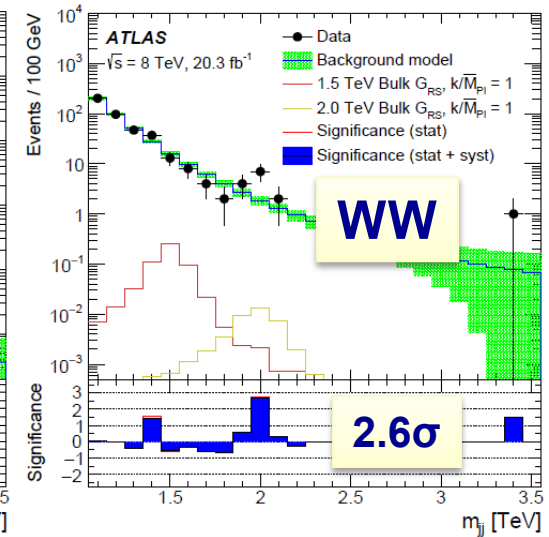 Events / 100 GeV
10⁴
10³
10²
10
1
10⁻¹
10⁻²
10⁻³
ATLAS
√s = 8 TeV, 20.3 fb⁻¹
Data
Background model
1.5 TeV Bulk G_RS, k/M̅_Pl = 1
2.0 TeV Bulk G_RS, k/M̅_Pl = 1
Significance (stat)
Significance (stat + syst)
WW
Significance
3
2
1
0
−1
−2
2.6σ
5
1.5
2
2.5
3
3.5
]
m_jj [TeV]